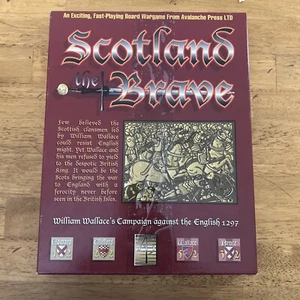 An Exciting, Fast-Playing Board Wargame From Avalanche Press LTD
Scotland
the Brave
Few believed the
Scottish clansmen led
by William Wallace
could resist English
might. Yet Wallace and
his men refused to yield
to the despotic British
King. It would be the
Scots bringing the war
to England with a
ferocity never before
seen in the British Isles.
William Wallace's Campaign against the English 1297
Wallace